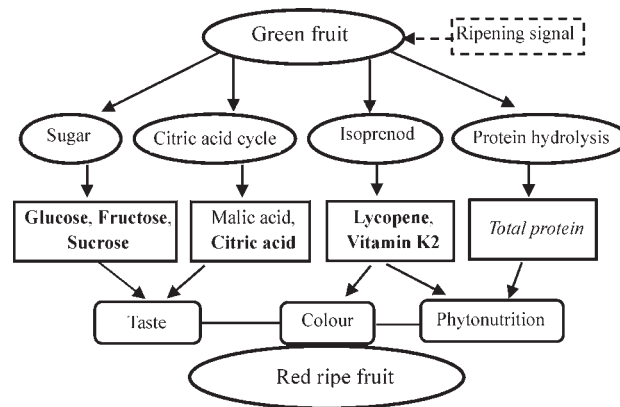 Green fruit
Ripening signal
Sugar
Citric acid cycle
Isoprenod
Protein hydrolysis
Glucose, Fructose,
Sucrose
Malic acid,
Citric acid
Lycopene,
Vitamin K2
Total protein
Taste
Colour
Phytonutrition
Red ripe fruit